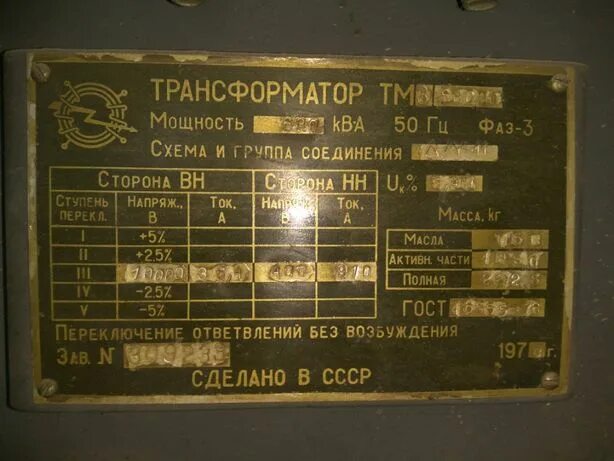 ТРАНСФОРМАТОР ТМ
МОЩНОСТЬ kВ·А 50 ГЦ ФАЗ-3
СХЕМА И ГРУППА СОЕДИНЕНИЯ
СТОРОНА ВН СТОРОНА НН Uк%
СТУПЕНЬ ПЕРЕКЛ. НАПРЯЖ., В ТОК, А НАПРЯЖ., В ТОК, А
МАССА, кг
I +5%
МАСЛА
II +2.5%
АКТИВН. ЧАСТИ
III 10000 400 910
ПОЛНАЯ
IV -2,5%
V -5%
ГОСТ
ПЕРЕКЛЮЧЕНИЕ ОТВЕТВЛЕНИЙ БЕЗ ВОЗБУЖДЕНИЯ
ЗАВ. N 197 г.
СДЕЛАНО В СССР